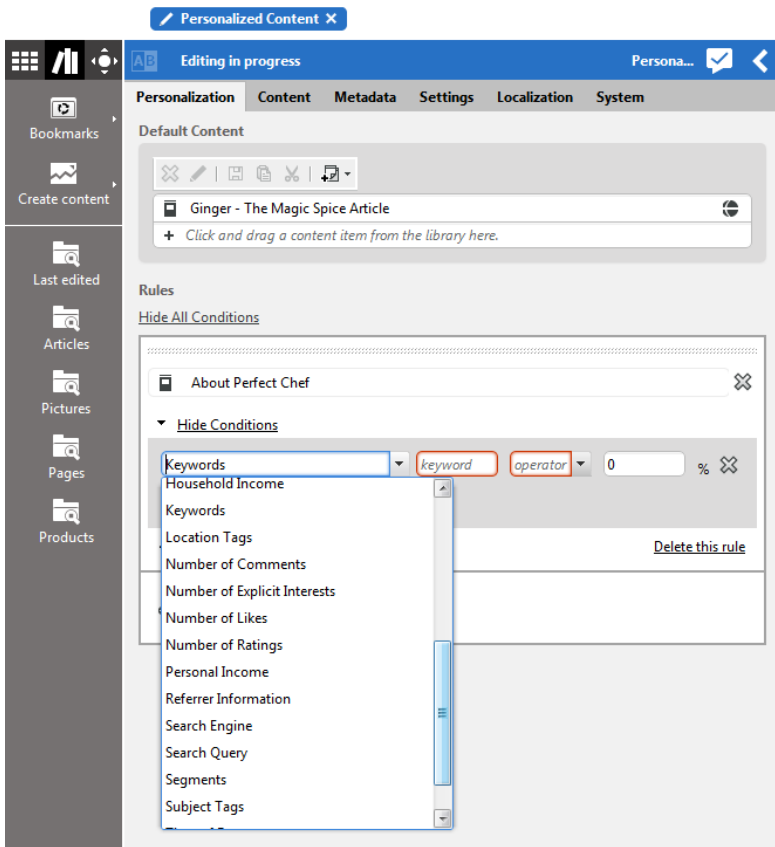 Personalized Content
AB Editing in progress Persona...
Personalization Content Metadata Settings Localization System
Bookmarks
Create content
Last edited
Articles
Pictures
Pages
Products
Default Content
Ginger - The Magic Spice Article
+ Click and drag a content item from the library here.
Rules
Hide All Conditions
About Perfect Chef
Hide Conditions
Keywords keyword operator 0 %
Household Income
Keywords
Location Tags
Number of Comments
Number of Explicit Interests
Number of Likes
Number of Ratings
Personal Income
Referrer Information
Search Engine
Search Query
Segments
Subject Tags
Delete this rule